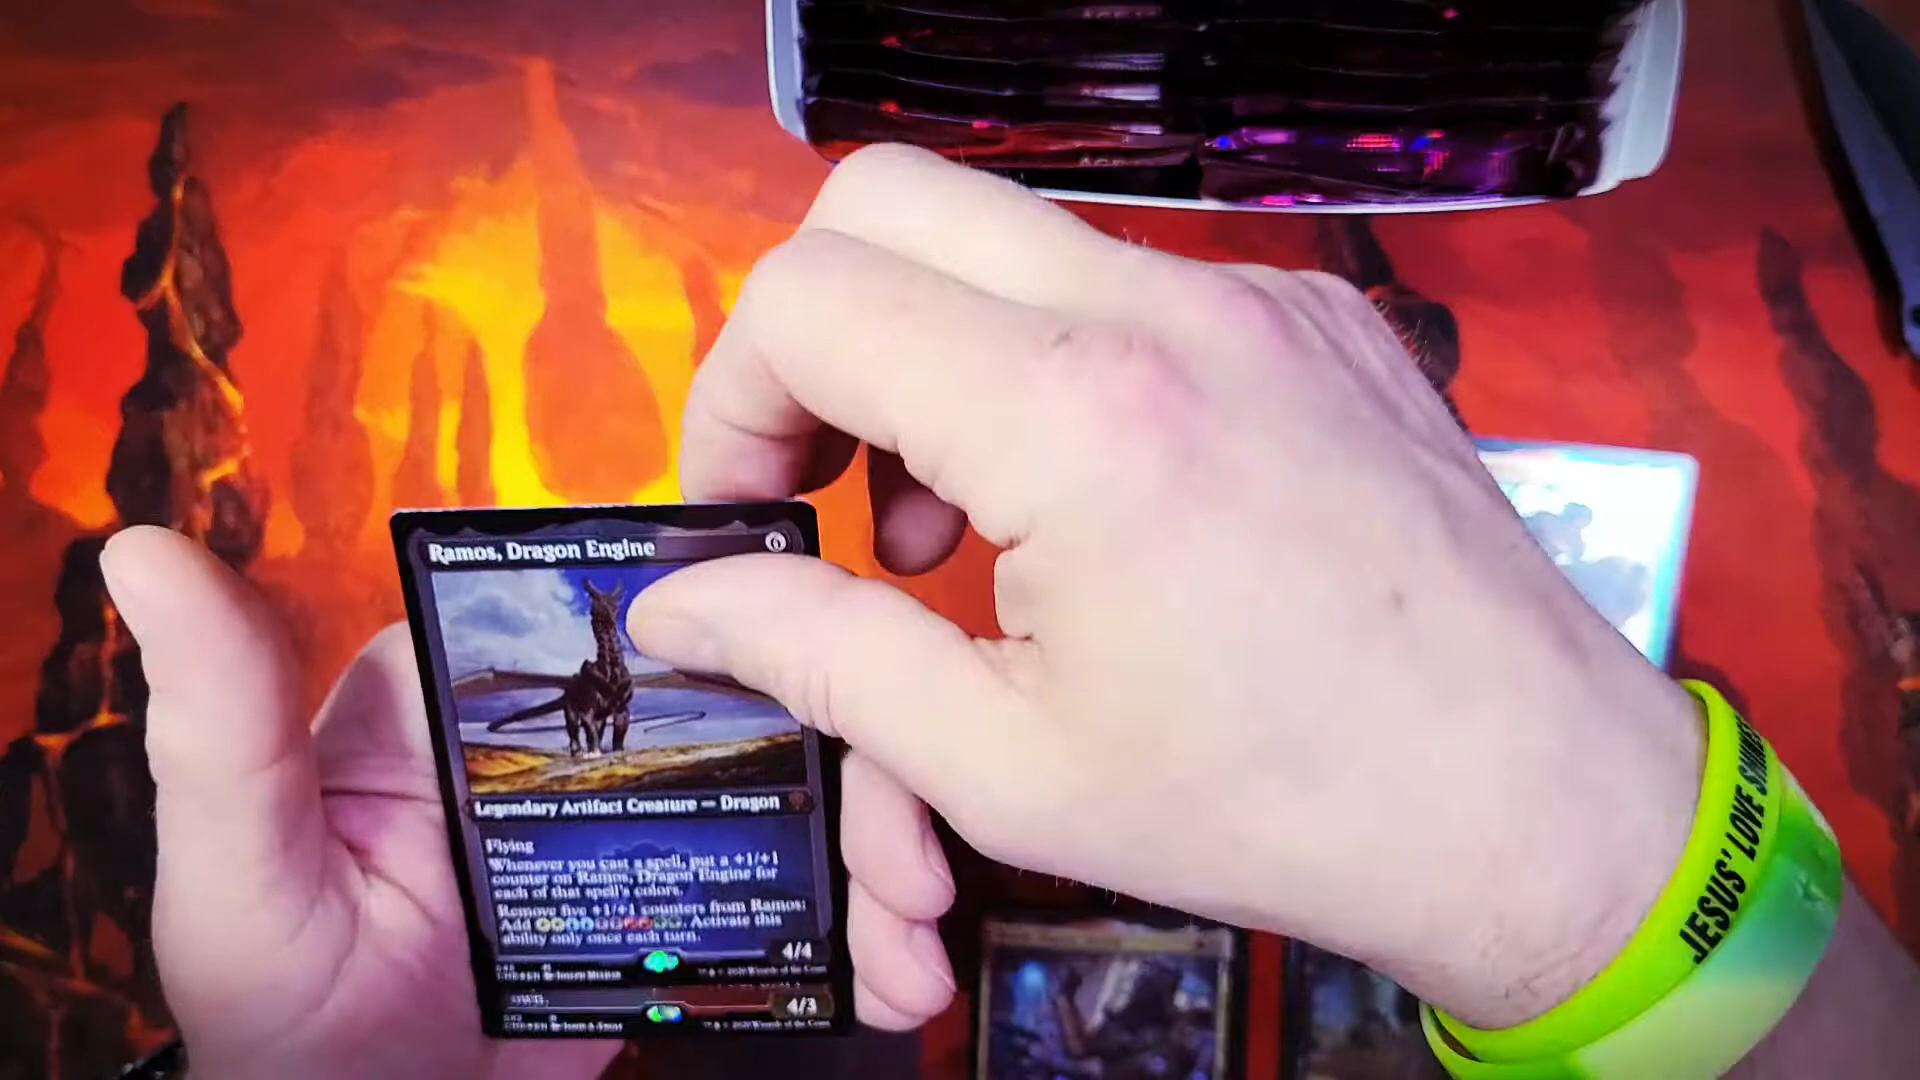 Ramos, Dragon Engine
6
Legendary Artifact Creature — Dragon
Flying
Whenever you cast a spell, put a +1/+1
counter on Ramos, Dragon Engine for
each of that spell's colors.
Remove five +1/+1 counters from Ramos:
Add Activate this
ability only once each turn.
4/4
4/3
JESUS' LOVE